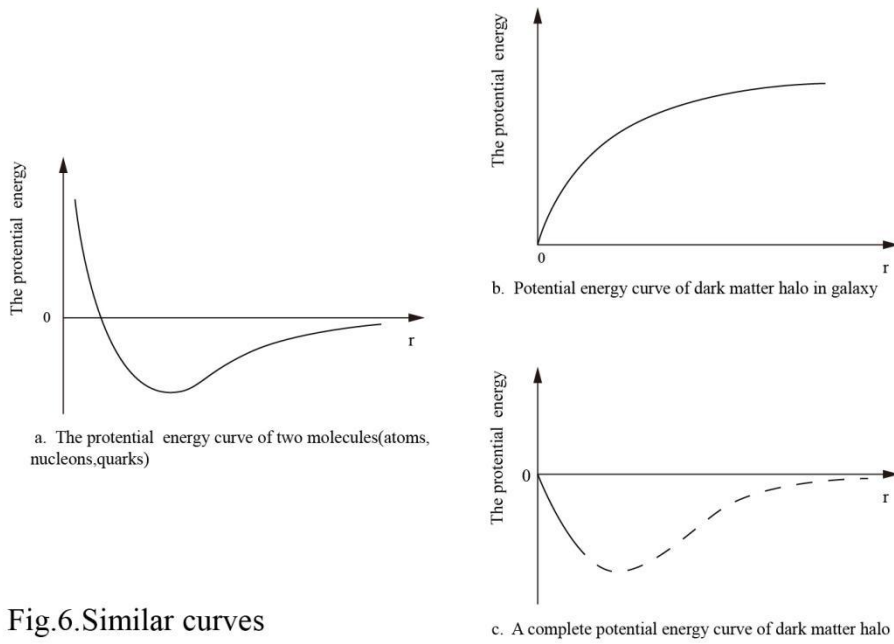 The protential energy
0
r
a. The protential energy curve of two molecules(atoms,
nucleons,quarks)
The protential energy
0
r
b. Potential energy curve of dark matter halo in galaxy
The protential energy
0
r
c. A complete potential energy curve of dark matter halo
Fig.6.Similar curves